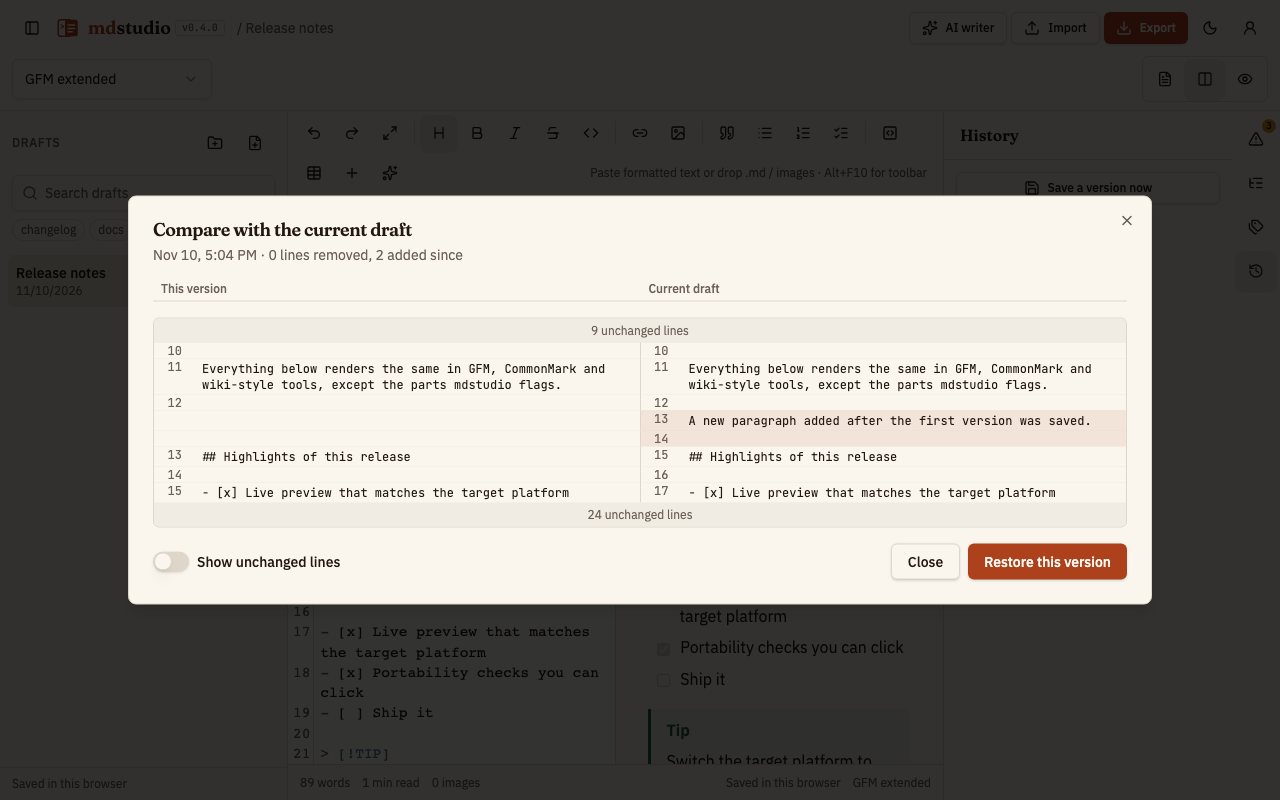 mdstudio v0.4.0 / Release notes
AI writer
Import
Export
GFM extended
DRAFTS
Search drafts
changelog
docs
Release notes
11/10/2026
Paste formatted text or drop .md / images · Alt+F10 for toolbar
History
3
Save a version now
Compare with the current draft
Nov 10, 5:04 PM · 0 lines removed, 2 added since
This version
Current draft
9 unchanged lines
10
10
11 Everything below renders the same in GFM, CommonMark and
wiki-style tools, except the parts mdstudio flags.
11 Everything below renders the same in GFM, CommonMark and
wiki-style tools, except the parts mdstudio flags.
12
12
13 A new paragraph added after the first version was saved.
14
13 ## Highlights of this release
15 ## Highlights of this release
14
16
15 - [x] Live preview that matches the target platform
17 - [x] Live preview that matches the target platform
24 unchanged lines
Show unchanged lines
Close
Restore this version
16
17 - [x] Live preview that matches
the target platform
18 - [x] Portability checks you can
click
19 - [ ] Ship it
20
21 > [!TIP]
target platform
Portability checks you can click
Ship it
Tip
Switch the target platform to
Saved in this browser
89 words 1 min read 0 images
Saved in this browser GFM extended